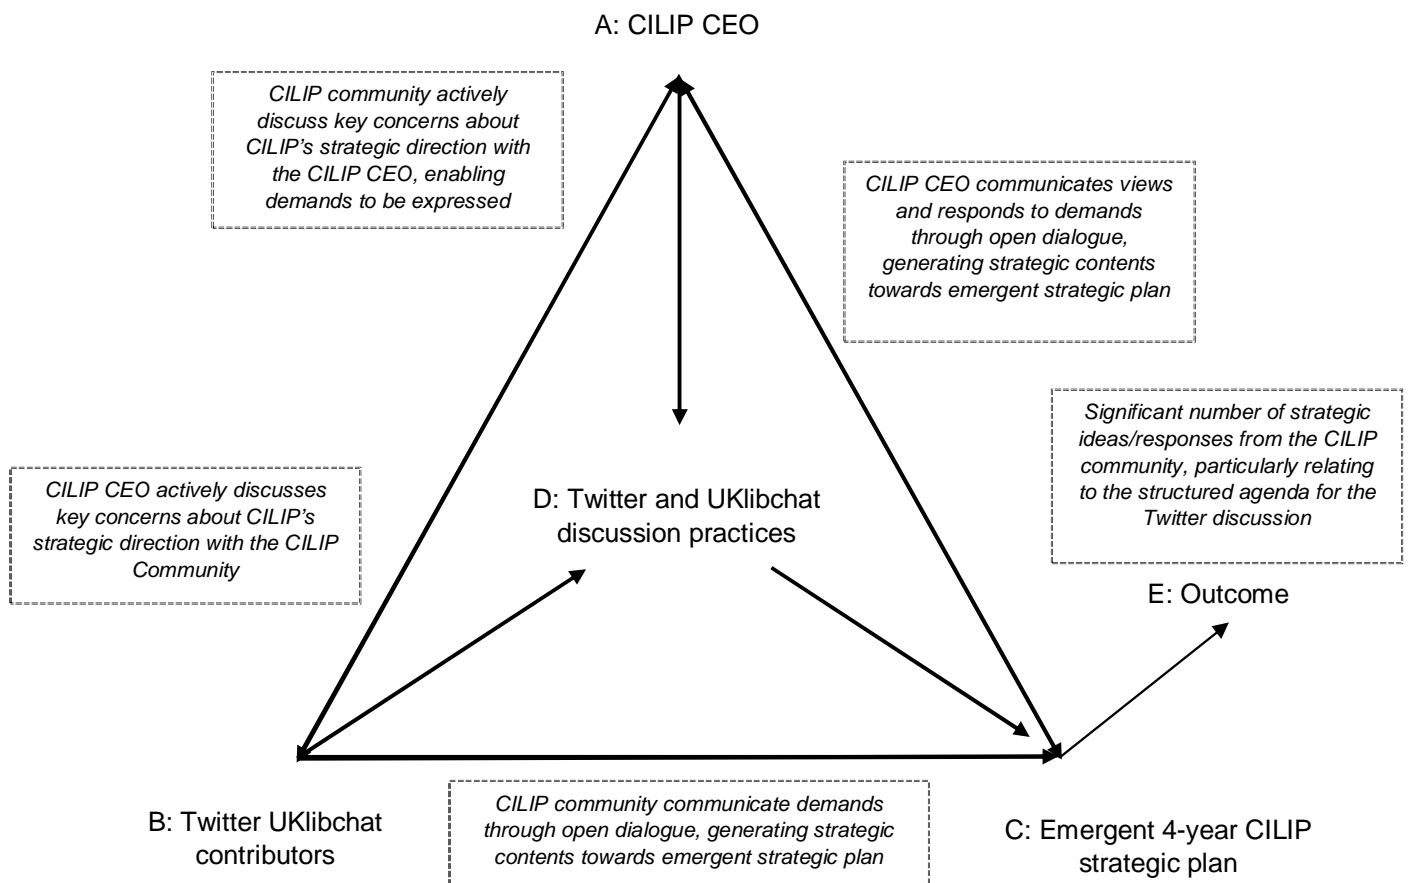 A: CILIP CEO
CILIP community actively
discuss key concerns about
CILIP's strategic direction with
the CILIP CEO, enabling
demands to be expressed
CILIP CEO communicates views
and responds to demands
through open dialogue,
generating strategic contents
towards emergent strategic plan
Significant number of strategic
ideas/responses from the CILIP
community, particularly relating
to the structured agenda for the
Twitter discussion
CILIP CEO actively discusses
key concerns about CILIP's
strategic direction with the CILIP
Community
D: Twitter and UKlibchat
discussion practices
E: Outcome
B: Twitter UKlibchat
contributors
CILIP community communicate demands
through open dialogue, generating strategic
contents towards emergent strategic plan
C: Emergent 4-year CILIP
strategic plan